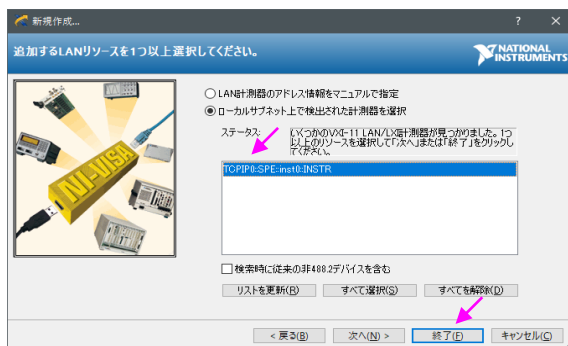 新規作成...
追加するLANリソースを1つ以上選択してください。
NATIONAL
INSTRUMENTS
NI-VISA
LAN計測器のアドレス情報をマニュアルで指定
ローカルサブネット上で検出された計測器を選択
ステータス: いくつかのVXI-11 LAN/LXI計測器が見つかりました。1つ
以上のリソースを選択して「次へ」または「終了」をクリックし
てください。
TCPIP0::SPE::inst0::INSTR
検索時に従来の非488.2デバイスを含む
リストを更新(R) すべて選択(S) すべてを解除(D)
< 戻る(B) 次へ(N) > 終了(F) キャンセル(C)